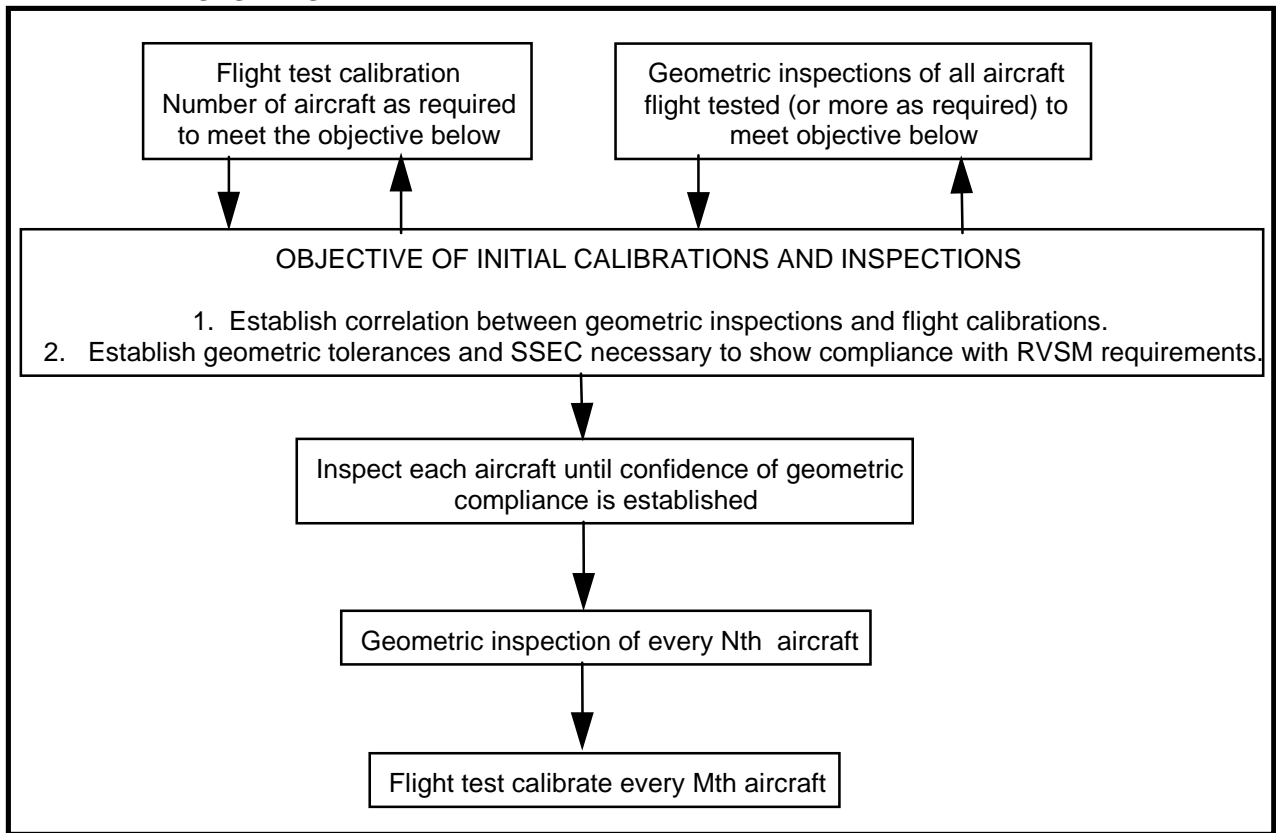 Flight test calibration
Number of aircraft as required
to meet the objective below
Geometric inspections of all aircraft
flight tested (or more as required) to
meet objective below
OBJECTIVE OF INITIAL CALIBRATIONS AND INSPECTIONS
1. Establish correlation between geometric inspections and flight calibrations.
2. Establish geometric tolerances and SSEC necessary to show compliance with RVSM requirements.
Inspect each aircraft until confidence of geometric
compliance is established
Geometric inspection of every Nth aircraft
Flight test calibrate every Mth aircraft